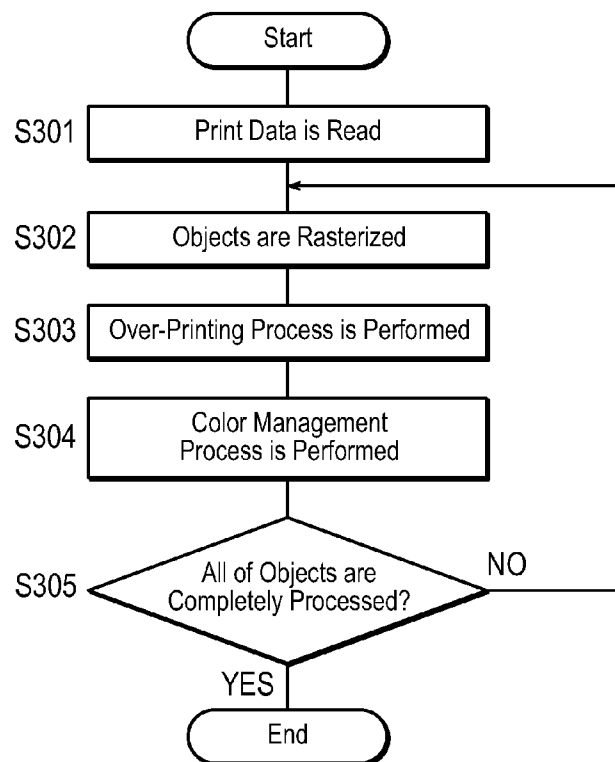 Start
S301
Print Data is Read
S302
Objects are Rasterized
S303
Over-Printing Process is Performed
S304
Color Management
Process is Performed
S305
All of Objects are
Completely Processed?
NO
YES
End